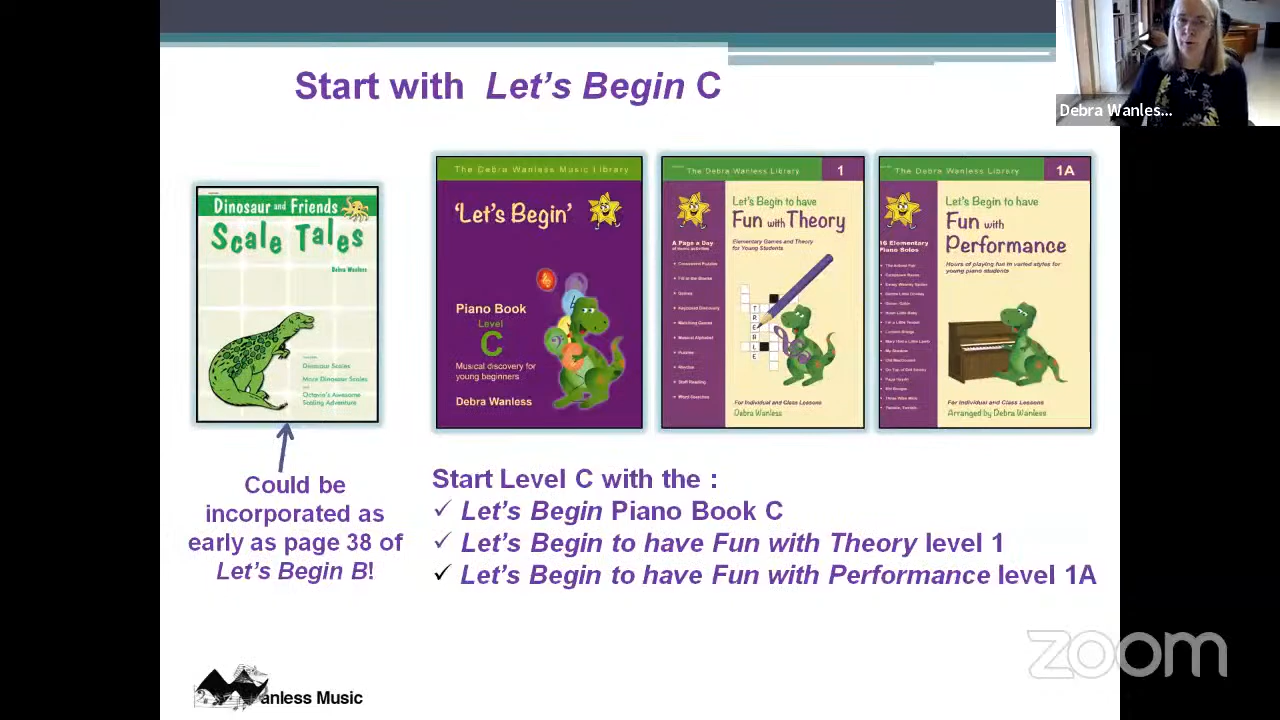 Start with Let's Begin C
Debra Wanles...
Dinosaur and Friends
Scale Tales
Debra Wanless
Dinosaur Scales
More Dinosaur Scales
Octavia's Awesome
Scaling Adventure
The Debra Wanless Music Library
'Let's Begin'
Piano Book
Level
C
Musical discovery for
young beginners
Debra Wanless
The Debra Wanless Library
1
Let's Begin to have
Fun with Theory
Elementary Games and Theory
for Young Students
A Page a Day
of music activities
Crossword Puzzles
Fill in the Blanks
Games
Keyboard Discovery
Matching Games
Musical Alphabet
Puzzles
Rhythm
Staff Reading
Word Searches
TREBLE
For Individual and Class Lessons
Debra Wanless
The Debra Wanless Library
1A
Let's Begin to have
Fun with
Performance
Hours of playing fun in varied styles for
young piano students
16 Elementary
Piano Solos
For Individual and Class Lessons
Arranged by Debra Wanless
Could be
incorporated as
early as page 38 of
Let's Begin B!
Start Level C with the :
✓ Let's Begin Piano Book C
✓ Let's Begin to have Fun with Theory level 1
✓ Let's Begin to have Fun with Performance level 1A
anless Music
zoom